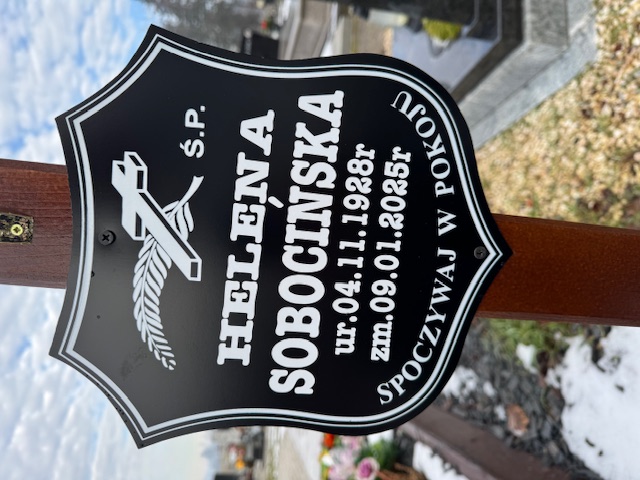 Ś.P.
HELENA
SOBOCIŃSKA
ur.04.11.1928r
zm.09.01.2025r
SPOCZYWAJ W POKOJU